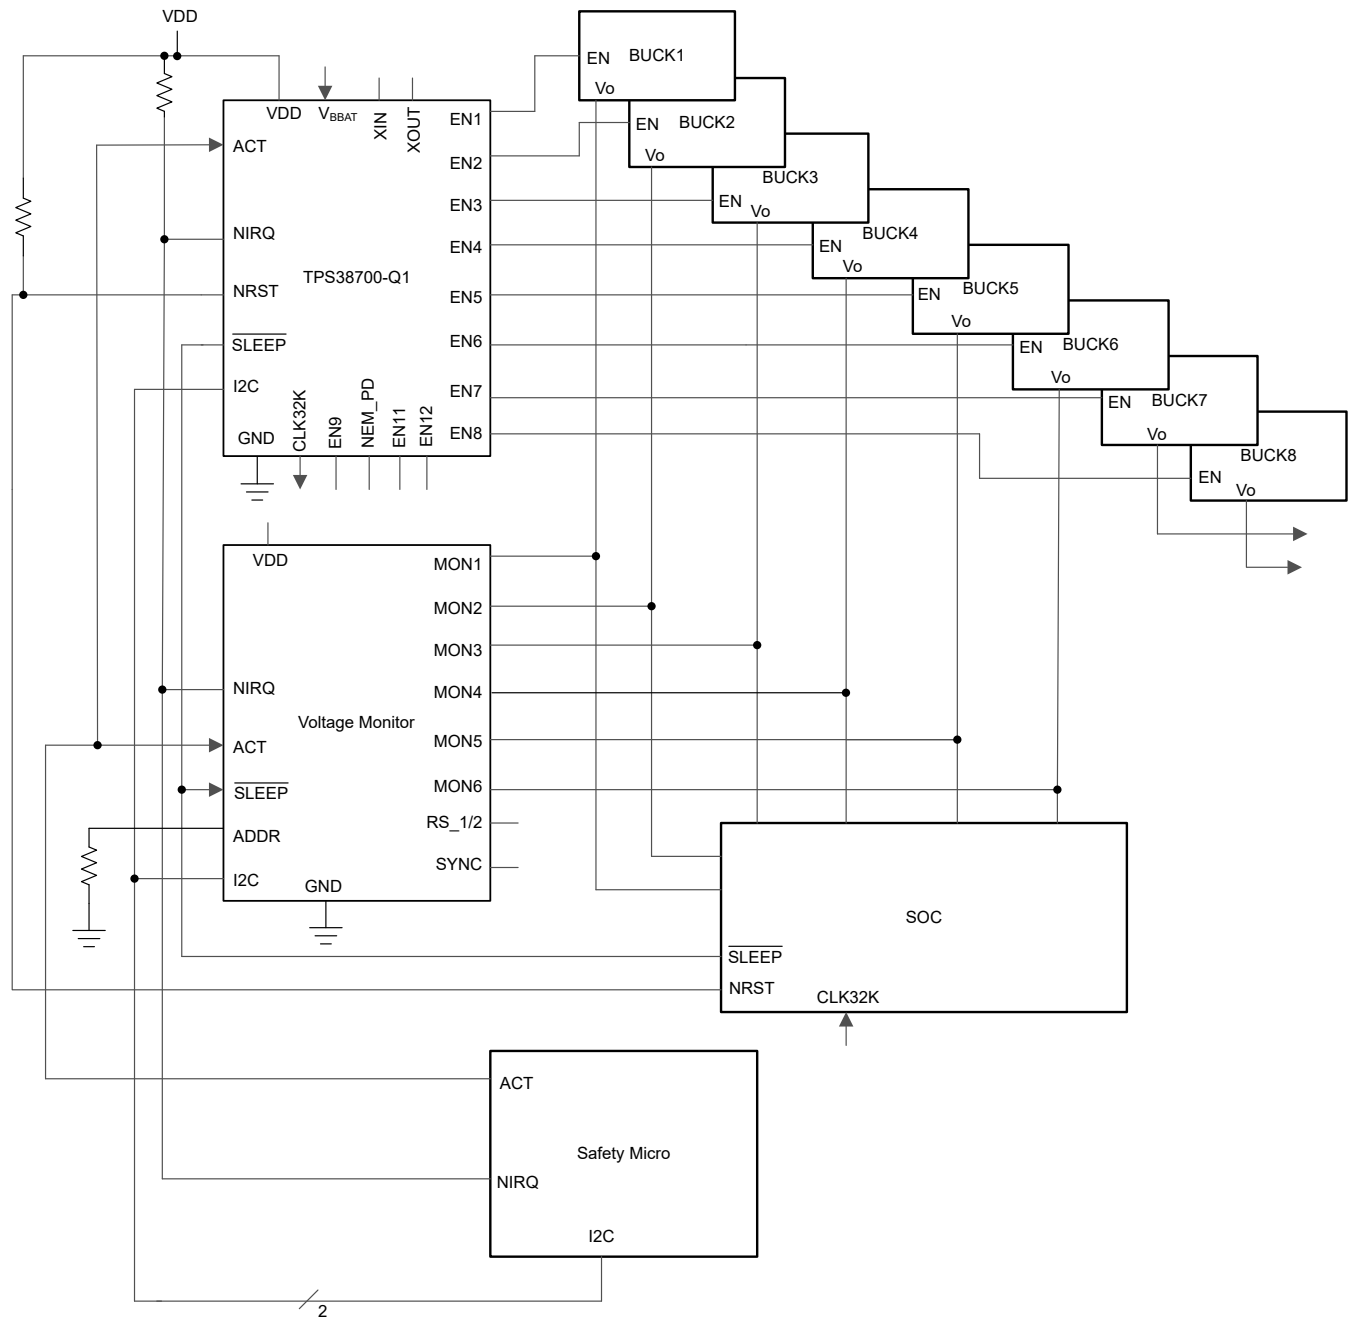 VDD
VDD
VBBAT
XIN
XOUT
ACT
NIRQ
NRST
SLEEP
I2C
GND
TPS38700-Q1
CLK32K
EN9
NEM_PD
EN11
EN12
EN1
EN2
EN3
EN4
EN5
EN6
EN7
EN8
EN
BUCK1
Vo
EN
BUCK2
Vo
BUCK3
EN
Vo
BUCK4
EN
Vo
BUCK5
EN
Vo
BUCK6
EN
Vo
BUCK7
EN
Vo
BUCK8
EN
Vo
VDD
NIRQ
ACT
SLEEP
ADDR
I2C
GND
Voltage Monitor
MON1
MON2
MON3
MON4
MON5
MON6
RS_1/2
SYNC
SOC
SLEEP
NRST
CLK32K
ACT
Safety Micro
NIRQ
I2C
2